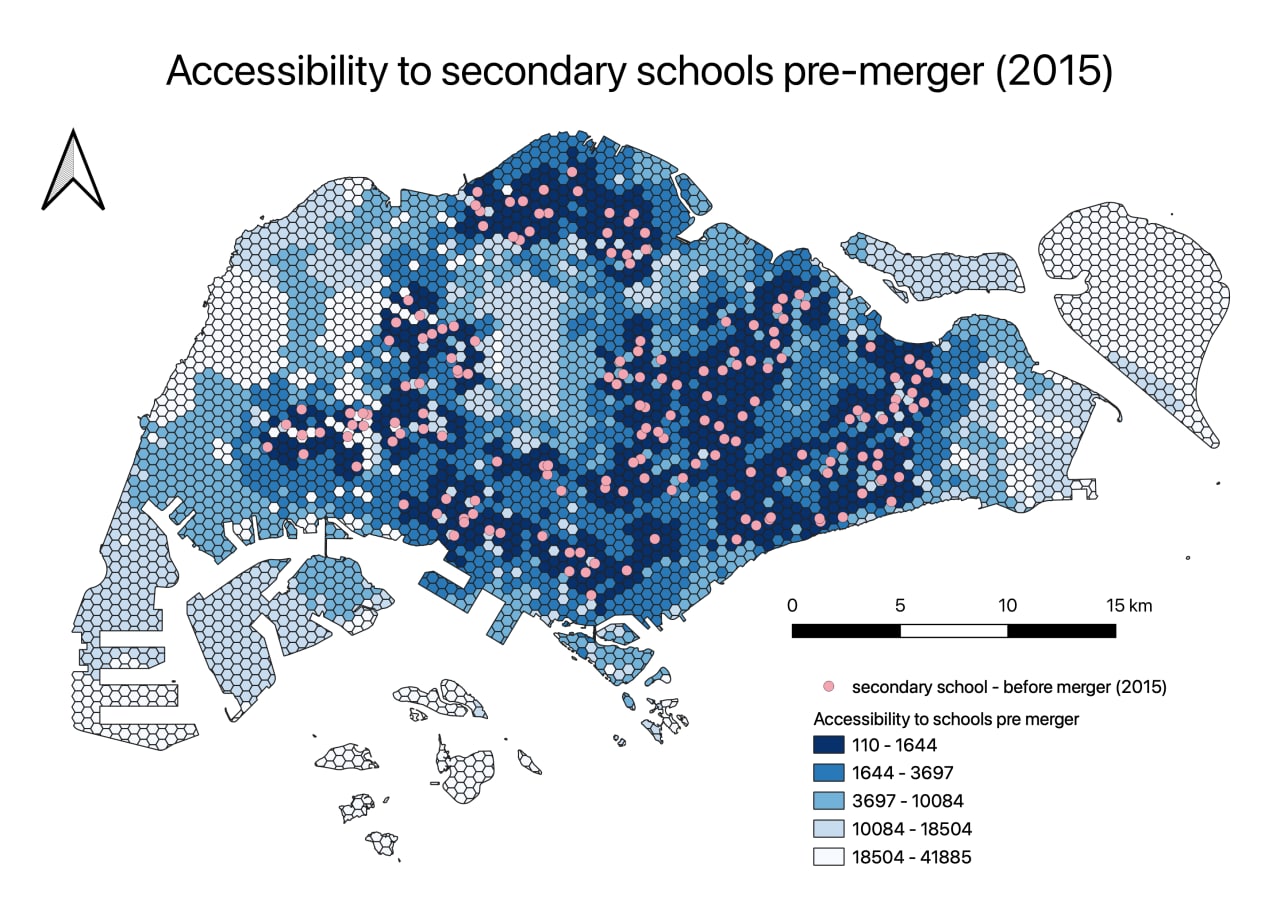 Accessibility to secondary schools pre-merger (2015)
0 5 10 15 km
secondary school - before merger (2015)
Accessibility to schools pre merger
110 - 1644
1644 - 3697
3697 - 10084
10084 - 18504
18504 - 41885